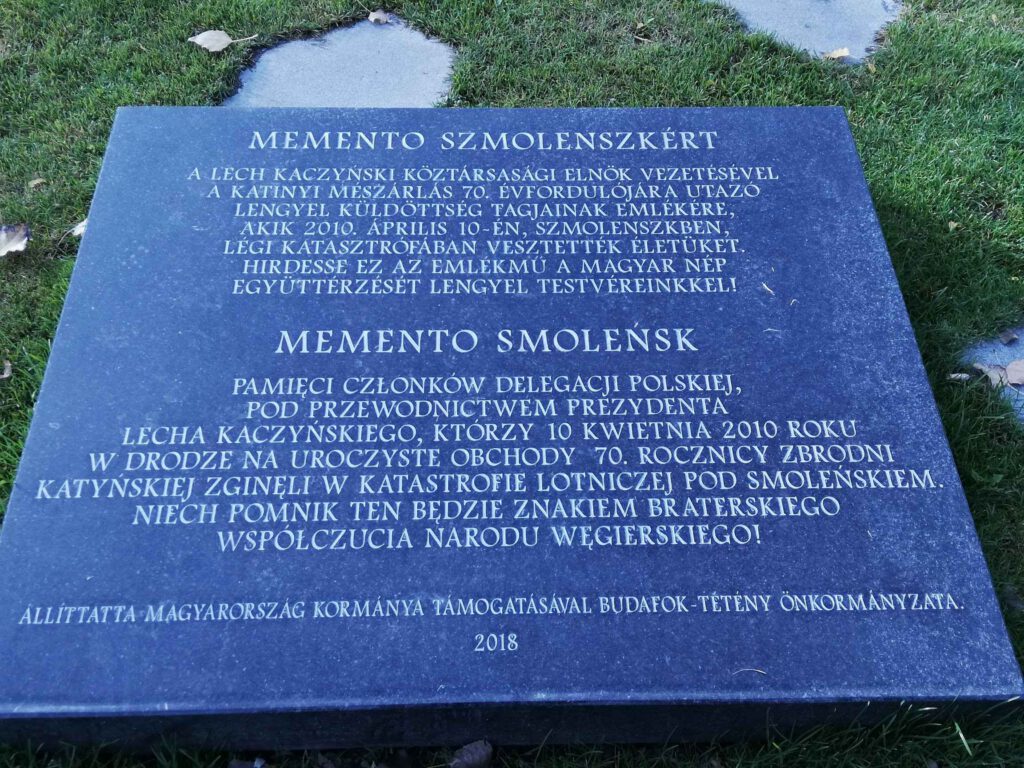 MEMENTO SZMOLENSZKÉRT
A LECH KACZYŃSKI KÖZTÁRSASÁGI ELNÖK VEZETÉSÉVEL
A KATINYI MÉSZÁRLÁS 70. ÉVFORDULÓJÁRA UTAZÓ
LENGYEL KÜLDÖTTSÉG TAGJAINAK EMLÉKÉRE,
AKIK 2010. ÁPRILIS 10-ÉN, SZMOLENSZKBEN,
LÉGI KATASZTRÓFÁBAN VESZTETTÉK ÉLETÜKET.
HIRDESSE EZ AZ EMLÉKMŰ A MAGYAR NÉP
EGYÜTTÉRZÉSÉT LENGYEL TESTVÉREINKKEL!
MEMENTO SMOLEŃSK
PAMIĘCI CZŁONKÓW DELEGACJI POLSKIEJ,
POD PRZEWODNICTWEM PREZYDENTA
LECHA KACZYŃSKIEGO, KTÓRZY 10 KWIETNIA 2010 ROKU
W DRODZE NA UROCZYSTE OBCHODY 70. ROCZNICY ZBRODNI
KATYŃSKIEJ ZGINĘLI W KATASTROFIE LOTNICZEJ POD SMOLEŃSKIEM.
NIECH POMNIK TEN BĘDZIE ZNAKIEM BRATERSKIEGO
WSPÓŁCZUCIA NARODU WĘGIERSKIEGO!
ÁLLÍTTATTA MAGYARORSZÁG KORMÁNYA TÁMOGATÁSÁVAL BUDAFOK-TÉTÉNY ÖNKORMÁNYZATA.
2018